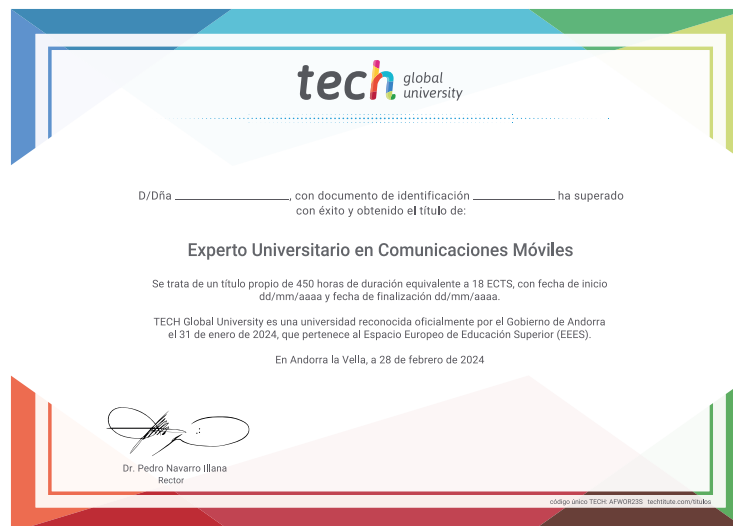 tech global university
D/Dña ____________________, con documento de identificación ______________ ha superado
con éxito y obtenido el título de:
Experto Universitario en Comunicaciones Móviles
Se trata de un título propio de 450 horas de duración equivalente a 18 ECTS, con fecha de inicio
dd/mm/aaaa y fecha de finalización dd/mm/aaaa.
TECH Global University es una universidad reconocida oficialmente por el Gobierno de Andorra
el 31 de enero de 2024, que pertenece al Espacio Europeo de Educación Superior (EEES).
En Andorra la Vella, a 28 de febrero de 2024
Dr. Pedro Navarro Illana
Rector
código único TECH: AFWOR23S techtitute.com/titulos